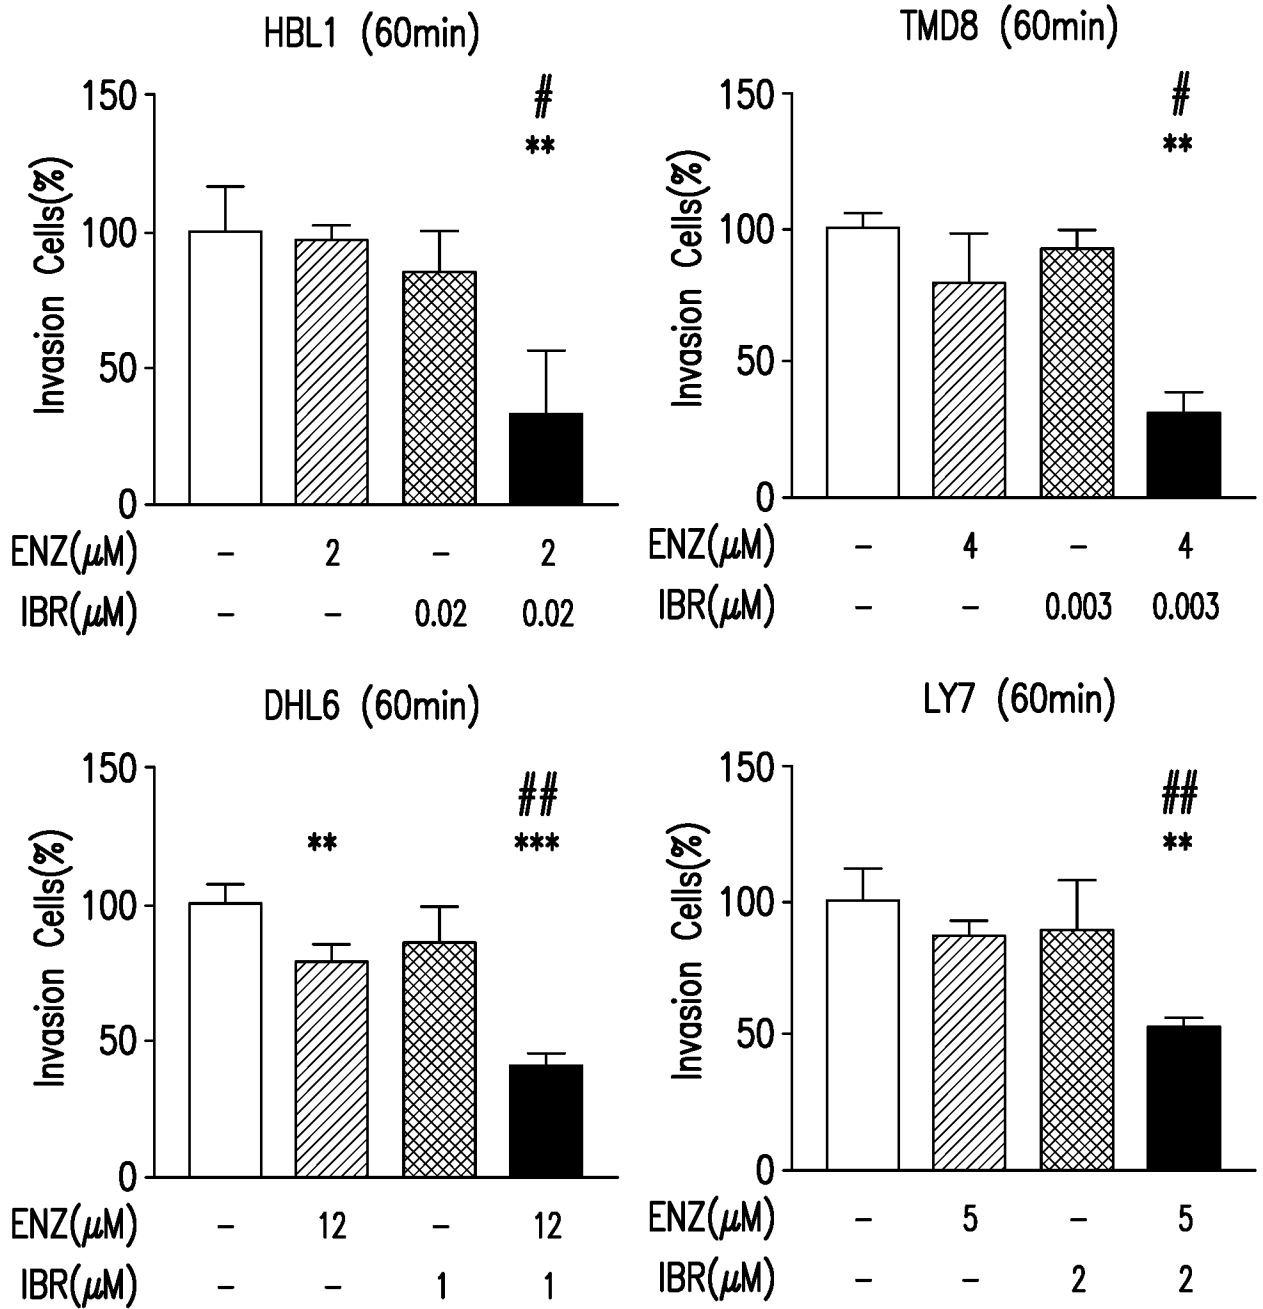 HBL1 (60min)
150
100
50
0
Invasion Cells(%)
#
**
ENZ(μM) – 2 – 2
IBR(μM) – – 0.02 0.02
TMD8 (60min)
150
100
50
0
Invasion Cells(%)
#
**
ENZ(μM) – 4 – 4
IBR(μM) – – 0.003 0.003
DHL6 (60min)
150
100
50
0
Invasion Cells(%)
**
##
***
ENZ(μM) – 12 – 12
IBR(μM) – – 1 1
LY7 (60min)
150
100
50
0
Invasion Cells(%)
##
**
ENZ(μM) – 5 – 5
IBR(μM) – – 2 2